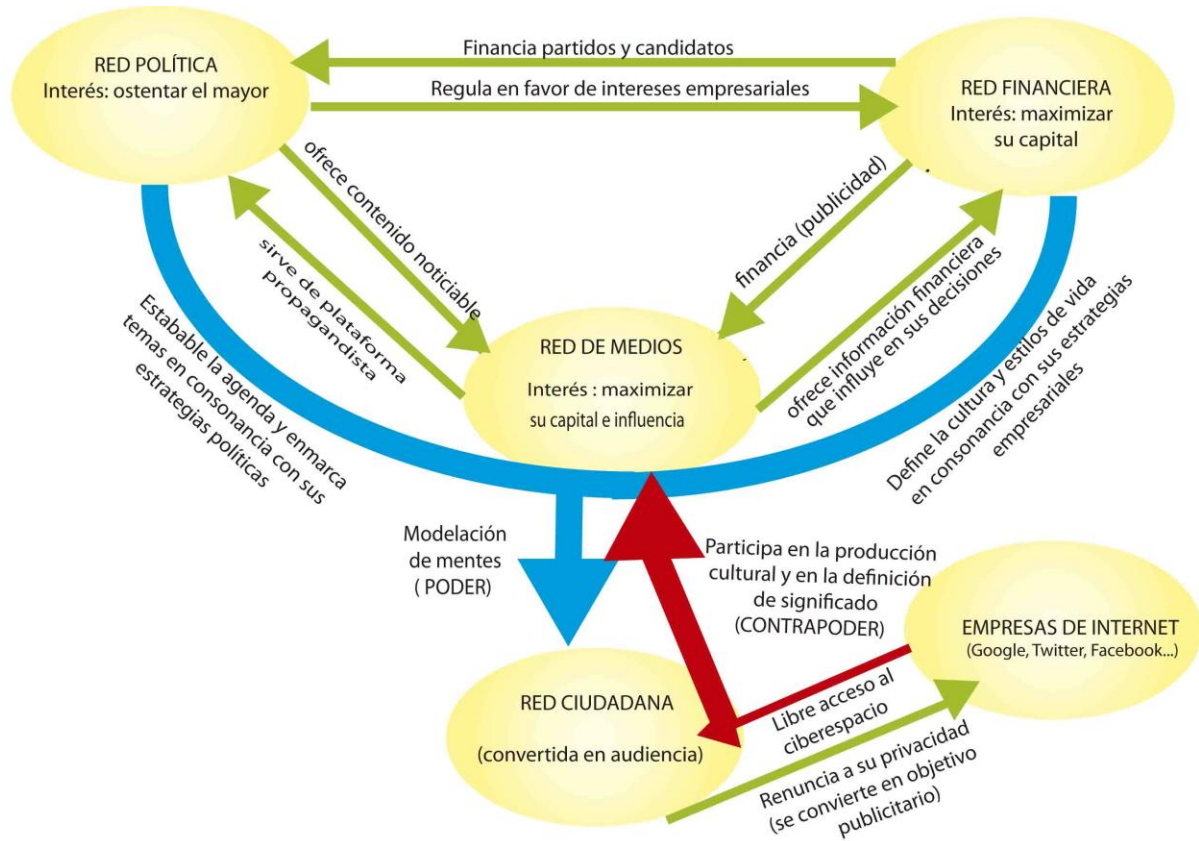 RED POLÍTICA
Interés: ostentar el mayor
Financia partidos y candidatos
Regula en favor de intereses empresariales
RED FINANCIERA
Interés: maximizar
su capital
ofrece contenido noticiable
sirve de plataforma
propagandista
financia (publicidad)
ofrece información financiera
que influye en sus decisiones
RED DE MEDIOS
Interés : maximizar
su capital e influencia
Estabable la agenda y enmarca
temas en consonancia con sus
estrategias políticas
Define la cultura y estilos de vida
en consonancia con sus estrategias
empresariales
Modelación
de mentes
( PODER)
Participa en la producción
cultural y en la definición
de significado
(CONTRAPODER)
EMPRESAS DE INTERNET
(Google, Twitter, Facebook...)
RED CIUDADANA
(convertida en audiencia)
Libre acceso al
ciberespacio
Renuncia a su privacidad
(se convierte en objetivo
publicitario)